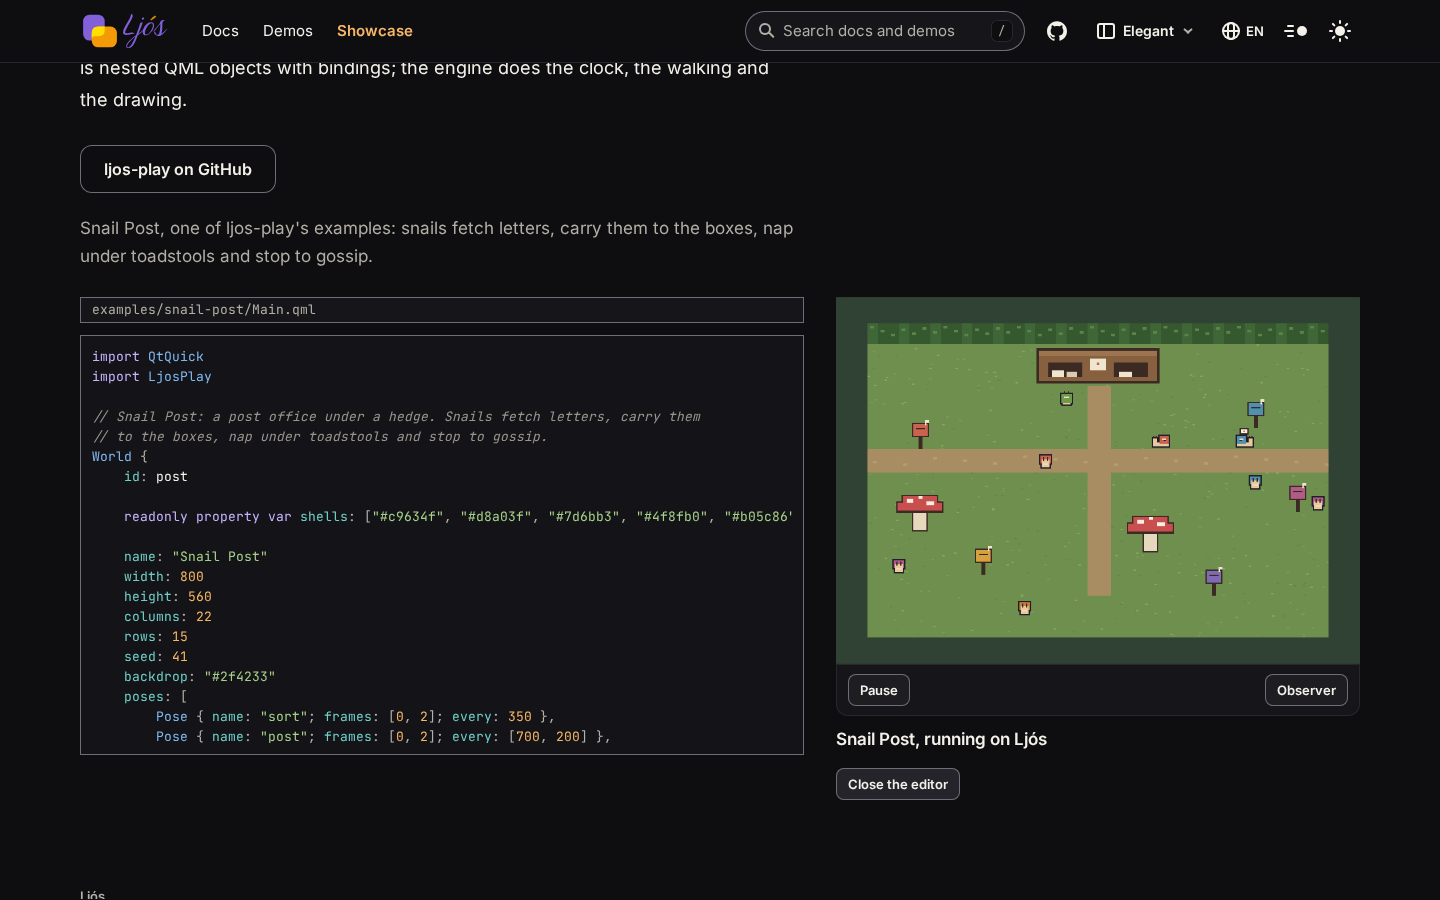 Ljós
Docs
Demos
Showcase
Search docs and demos
/
Elegant
EN
is nested QML objects with bindings; the engine does the clock, the walking and
the drawing.
ljos-play on GitHub
Snail Post, one of ljos-play's examples: snails fetch letters, carry them to the boxes, nap
under toadstools and stop to gossip.
examples/snail-post/Main.qml
import QtQuick
import LjosPlay
// Snail Post: a post office under a hedge. Snails fetch letters, carry them
// to the boxes, nap under toadstools and stop to gossip.
World {
    id: post
    readonly property var shells: ["#c9634f", "#d8a03f", "#7d6bb3", "#4f8fb0", "#b05c86"
    name: "Snail Post"
    width: 800
    height: 560
    columns: 22
    rows: 15
    seed: 41
    backdrop: "#2f4233"
    poses: [
        Pose { name: "sort"; frames: [0, 2]; every: 350 },
        Pose { name: "post"; frames: [0, 2]; every: [700, 200] },
Pause
Observer
Snail Post, running on Ljós
Close the editor
Ljós